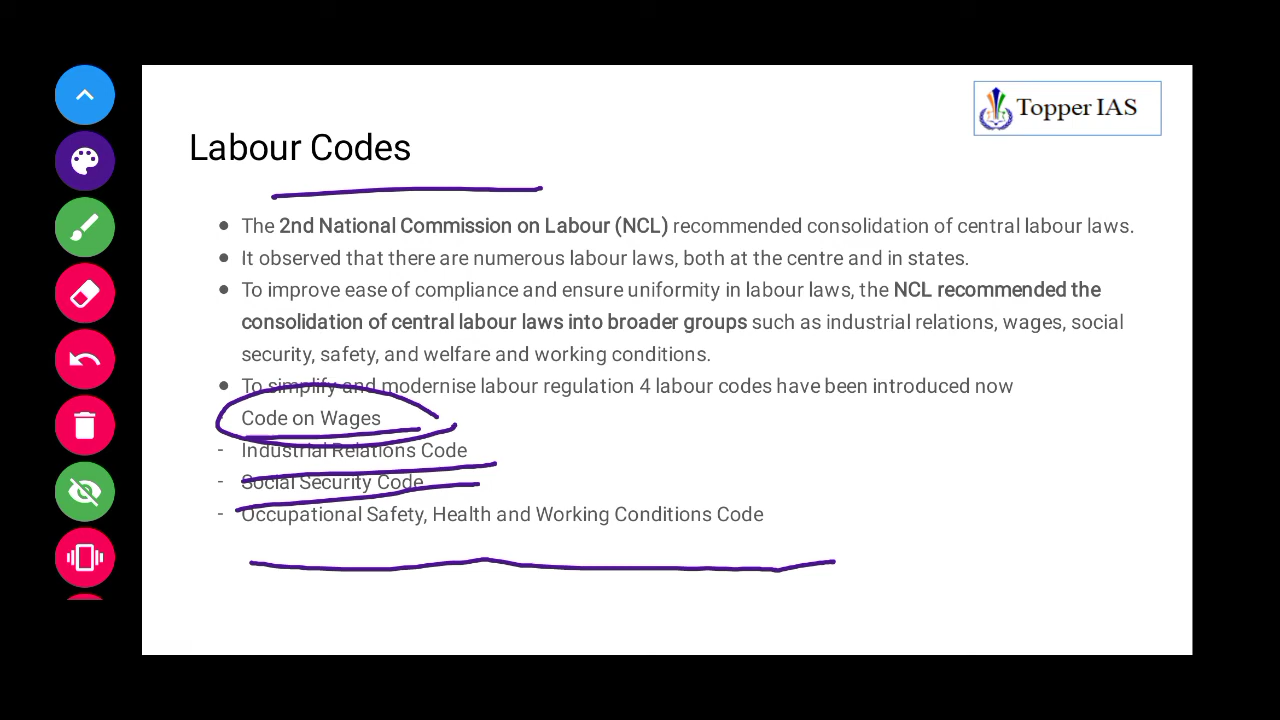 Topper IAS
Labour Codes
● The 2nd National Commission on Labour (NCL) recommended consolidation of central labour laws.
● It observed that there are numerous labour laws, both at the centre and in states.
● To improve ease of compliance and ensure uniformity in labour laws, the NCL recommended the
consolidation of central labour laws into broader groups such as industrial relations, wages, social
security, safety, and welfare and working conditions.
● To simplify and modernise labour regulation 4 labour codes have been introduced now
Code on Wages
- Industrial Relations Code
- Social Security Code
- Occupational Safety, Health and Working Conditions Code